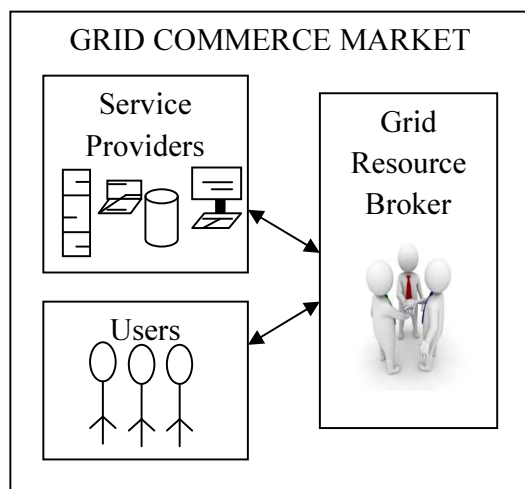 GRID COMMERCE MARKET
Service
Providers
Grid
Resource
Broker
Users